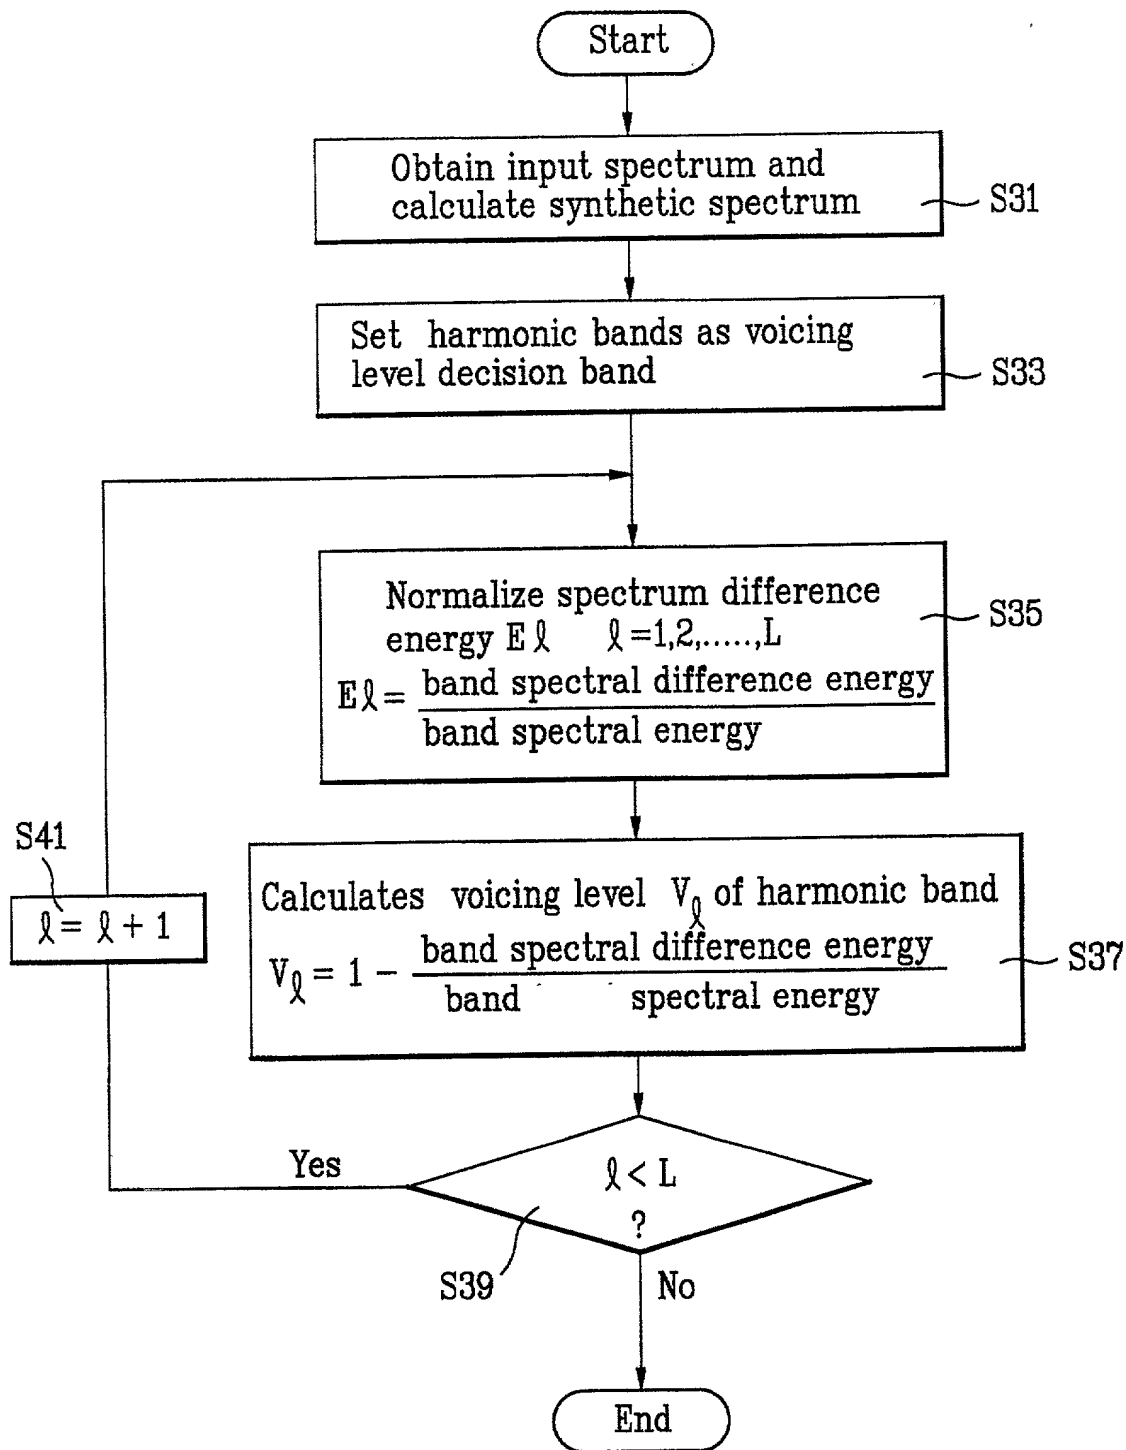 Start
Obtain input spectrum and
calculate synthetic spectrum
S31
Set harmonic bands as voicing
level decision band
S33
Normalize spectrum difference
energy Eℓ ℓ=1,2,.....,L
Eℓ= band spectral difference energy
band spectral energy
S35
Calculates voicing level Vℓ of harmonic band
Vℓ = 1 - band spectral difference energy
band spectral energy
S37
S41
ℓ = ℓ + 1
Yes
ℓ < L
?
S39
No
End